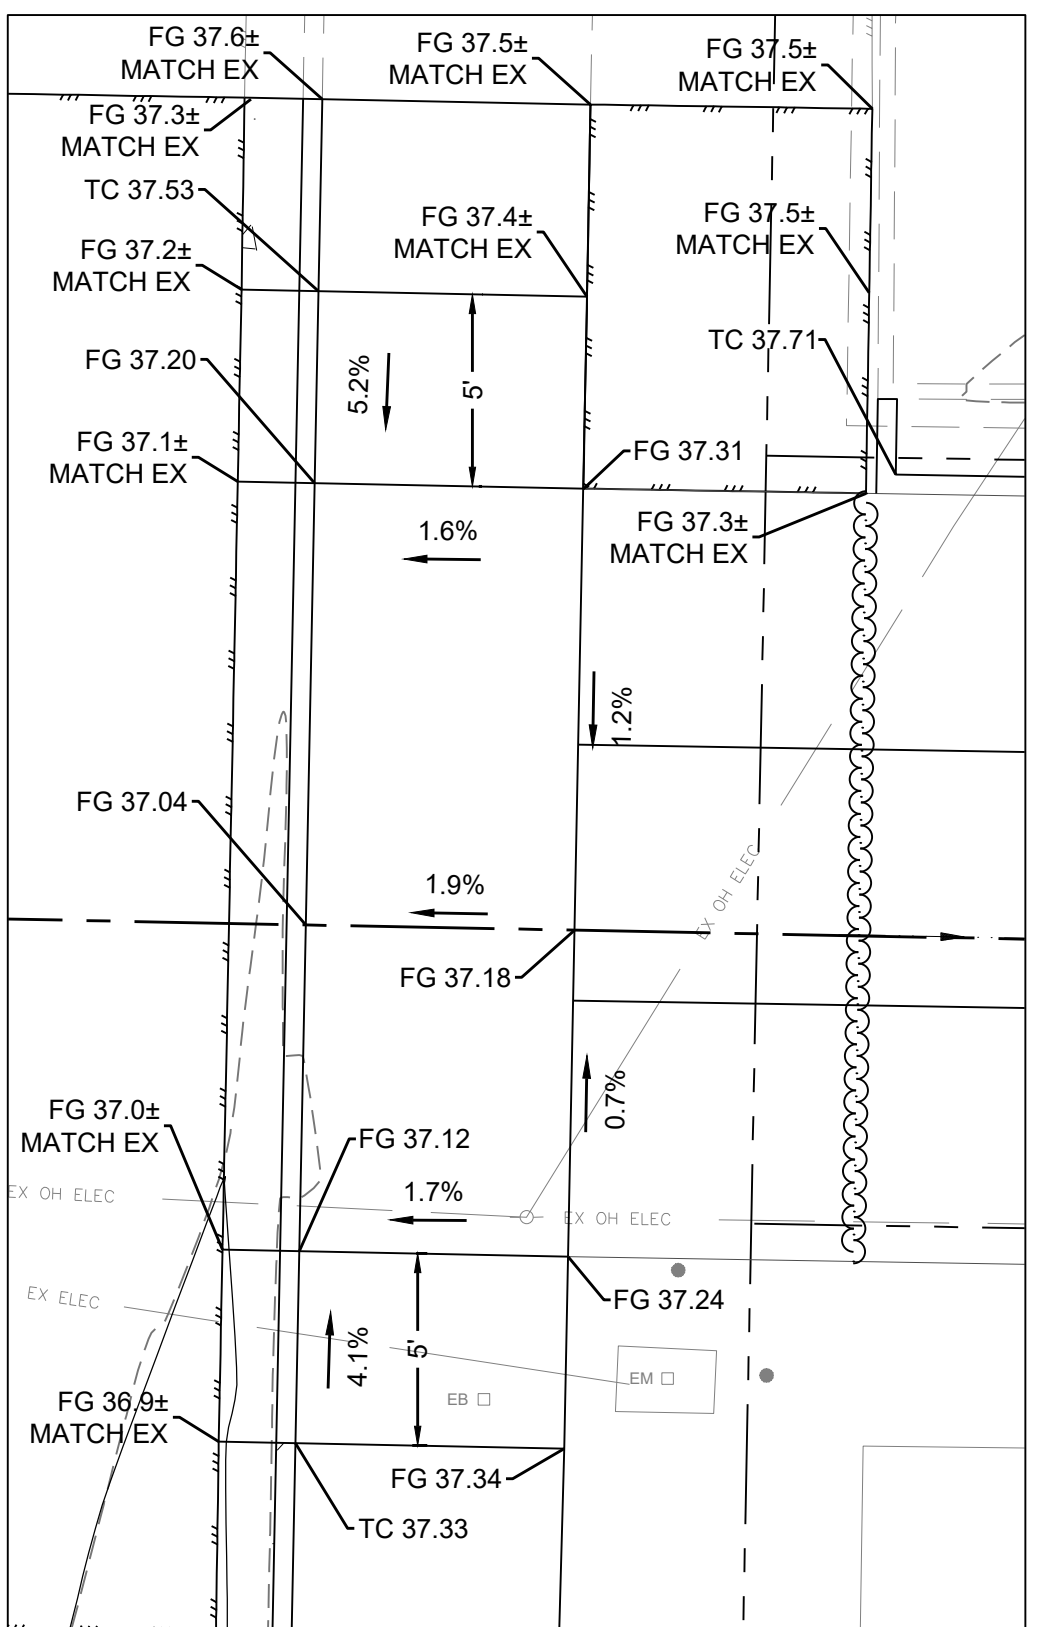 FG 37.6±
MATCH EX
FG 37.5±
MATCH EX
FG 37.5±
MATCH EX
FG 37.3±
MATCH EX
TC 37.53
FG 37.4±
MATCH EX
FG 37.5±
MATCH EX
FG 37.2±
MATCH EX
TC 37.71
FG 37.20
5.2%
5'
FG 37.1±
MATCH EX
FG 37.31
FG 37.3±
MATCH EX
1.6%
1.2%
FG 37.04
1.9%
EX OH ELEC
FG 37.18
0.7%
FG 37.0±
MATCH EX
FG 37.12
EX OH ELEC
1.7%
EX OH ELEC
EX ELEC
FG 37.24
4.1%
5'
EM
EB
FG 36.9±
MATCH EX
FG 37.34
TC 37.33